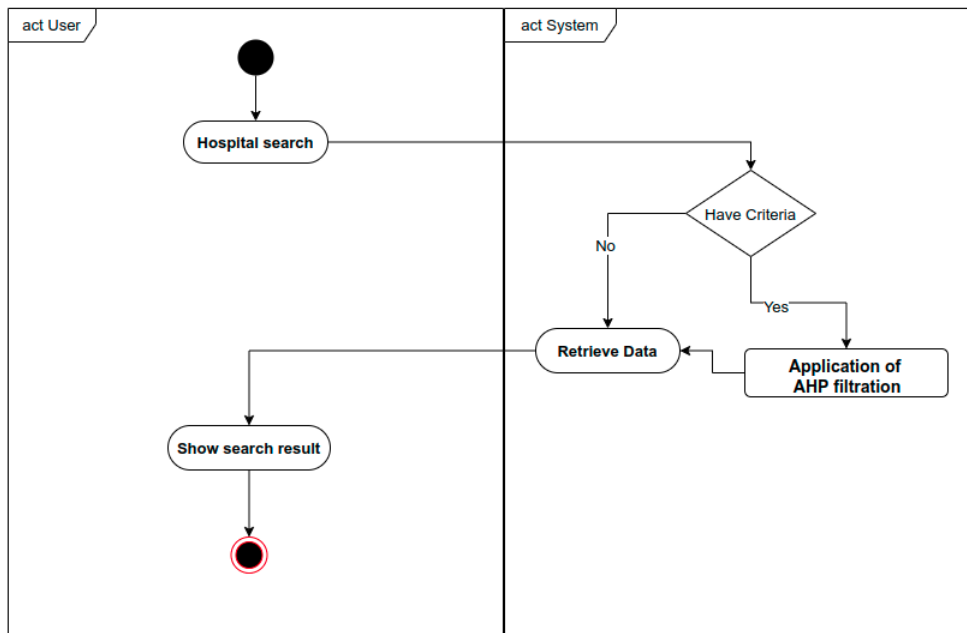 act User
act System
Hospital search
Have Criteria
No
Yes
Retrieve Data
Application of
AHP filtration
Show search result